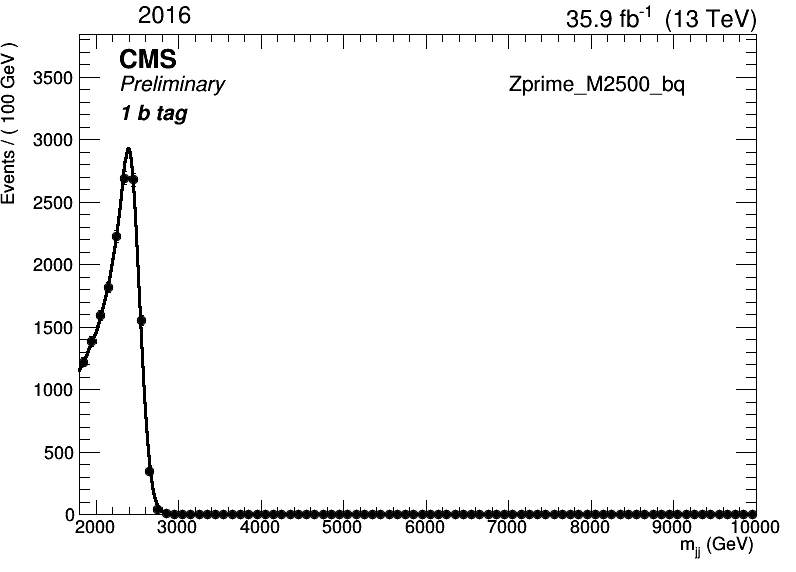 2016
35.9 fb⁻¹ (13 TeV)
CMS
Preliminary
1 b tag
Zprime_M2500_bq
Events / ( 100 GeV )
3500
3000
2500
2000
1500
1000
500
0
2000 3000 4000 5000 6000 7000 8000 9000 10000
m_jj (GeV)